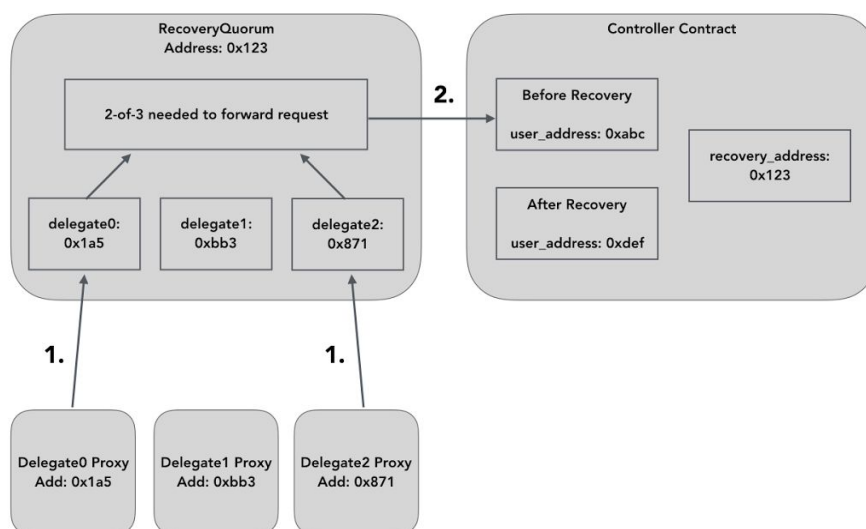 RecoveryQuorum
Address: 0x123
2-of-3 needed to forward request
delegate0:
0x1a5
delegate1:
0xbb3
delegate2:
0x871
2.
Controller Contract
Before Recovery
user_address: 0xabc
After Recovery
user_address: 0xdef
recovery_address:
0x123
1.
1.
Delegate0 Proxy
Add: 0x1a5
Delegate1 Proxy
Add: 0xbb3
Delegate2 Proxy
Add: 0x871